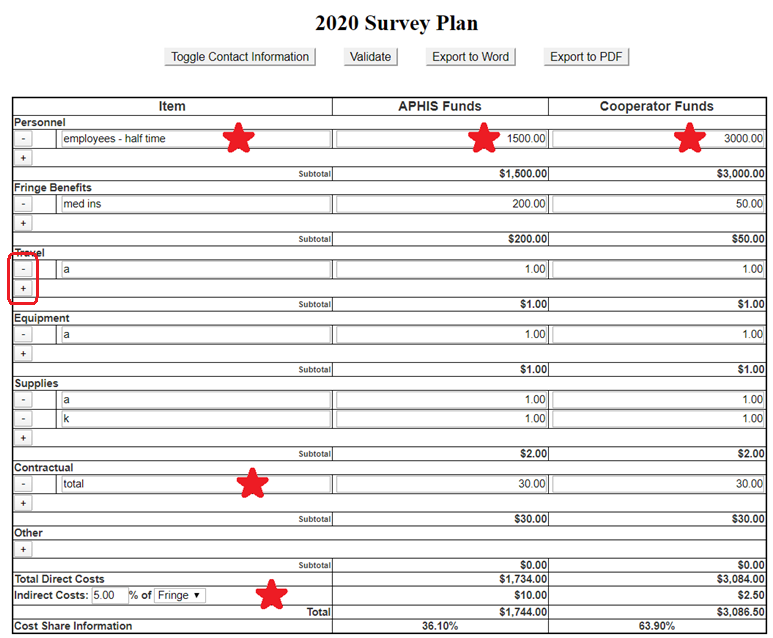 2020 Survey Plan
Toggle Contact Information Validate Export to Word Export to PDF
Item APHIS Funds Cooperator Funds
Personnel
- employees - half time 1500.00 3000.00
+
Subtotal $1,500.00 $3,000.00
Fringe Benefits
- med ins 200.00 50.00
+
Subtotal $200.00 $50.00
Travel
- a 1.00 1.00
+
Subtotal $1.00 $1.00
Equipment
- a 1.00 1.00
+
Subtotal $1.00 $1.00
Supplies
- a 1.00 1.00
- k 1.00 1.00
+
Subtotal $2.00 $2.00
Contractual
- total 30.00 30.00
+
Subtotal $30.00 $30.00
Other
+
Subtotal $0.00 $0.00
Total Direct Costs $1,734.00 $3,084.00
Indirect Costs: 5.00 % of Fringe ▼ $10.00 $2.50
Total $1,744.00 $3,086.50
Cost Share Information 36.10% 63.90%